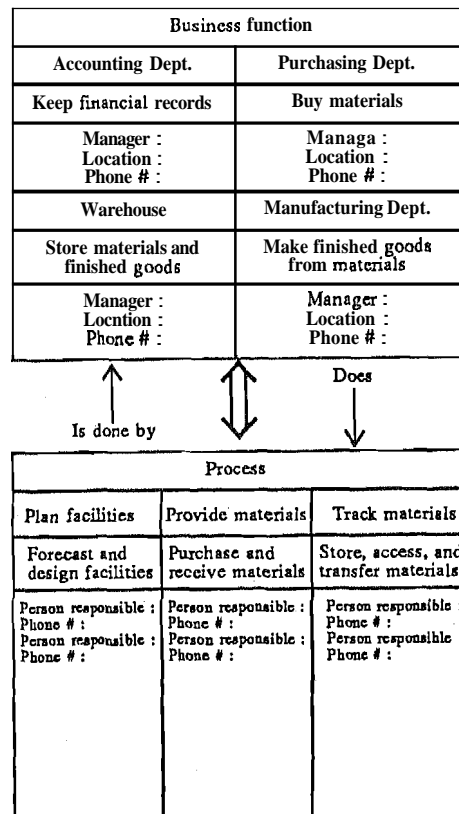 Business function
Accounting Dept.
Purchasing Dept.
Keep financial records
Buy materials
Manager :
Location :
Phone # :
Managa :
Location :
Phone # :
Warehouse
Manufacturing Dept.
Store materials and
finished goods
Make finished goods
from materials
Manager :
Locntion :
Phone # :
Manager :
Location :
Phone # :
Is done by
Does
Process
Plan facilities
Provide materials
Track materials
Forecast and
design facilities
Purchase and
receive materials
Store, access, and
transfer materials
Person responsible :
Phone # :
Person responsible :
Phone # :
Person responsible :
Phone # :
Person responsible :
Phone # :
Person responsible :
Phone # :
Person responsihle
Phone # :